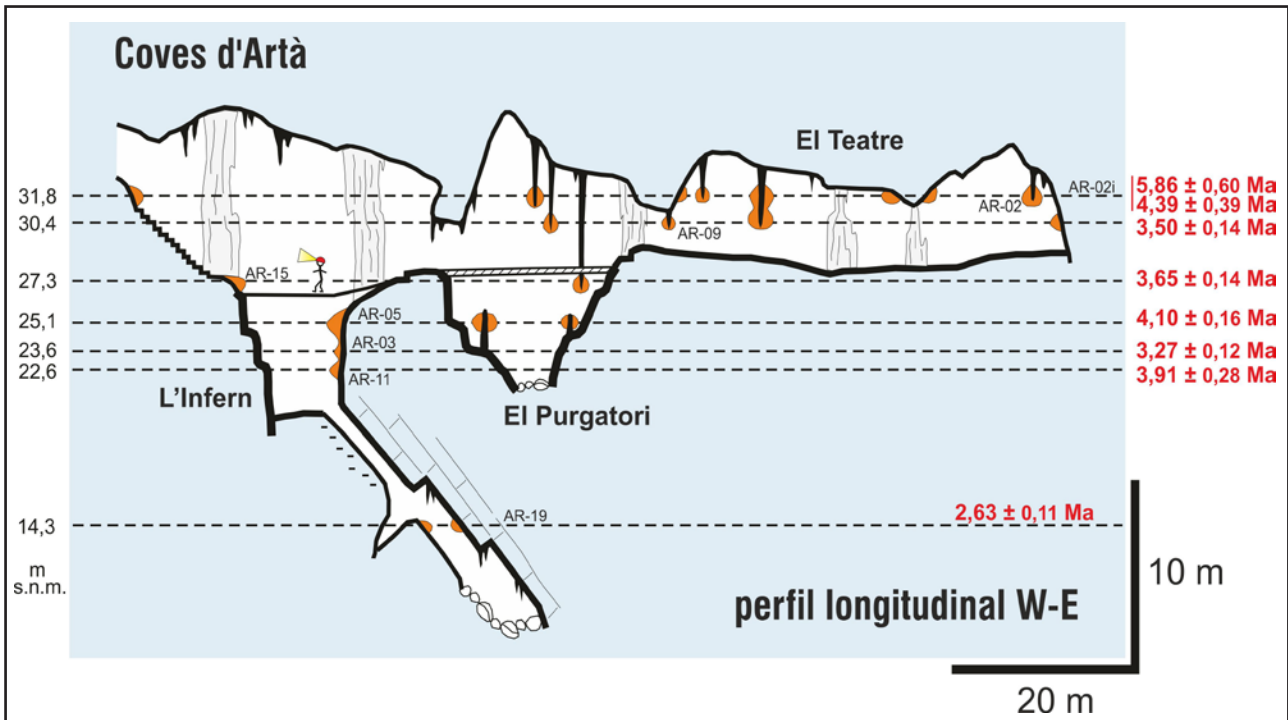 Coves d'Artà
El Teatre
31,8
AR-02i
5,86 ± 0,60 Ma
AR-02
4,39 ± 0,39 Ma
30,4
AR-09
3,50 ± 0,14 Ma
27,3
AR-15
3,65 ± 0,14 Ma
25,1
AR-05
4,10 ± 0,16 Ma
23,6
AR-03
3,27 ± 0,12 Ma
22,6
AR-11
3,91 ± 0,28 Ma
L'Infern
El Purgatori
14,3
AR-19
2,63 ± 0,11 Ma
m
s.n.m.
perfil longitudinal W-E
10 m
20 m